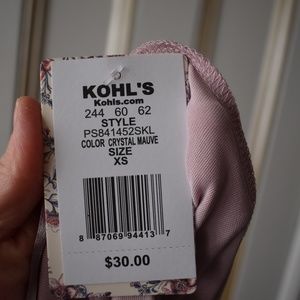 KOHL'S
Kohls.com
244 60 62
STYLE
PS841452SKL
COLOR CRYSTAL MAUVE
SIZE
XS
8 87069 94413 7
$30.00